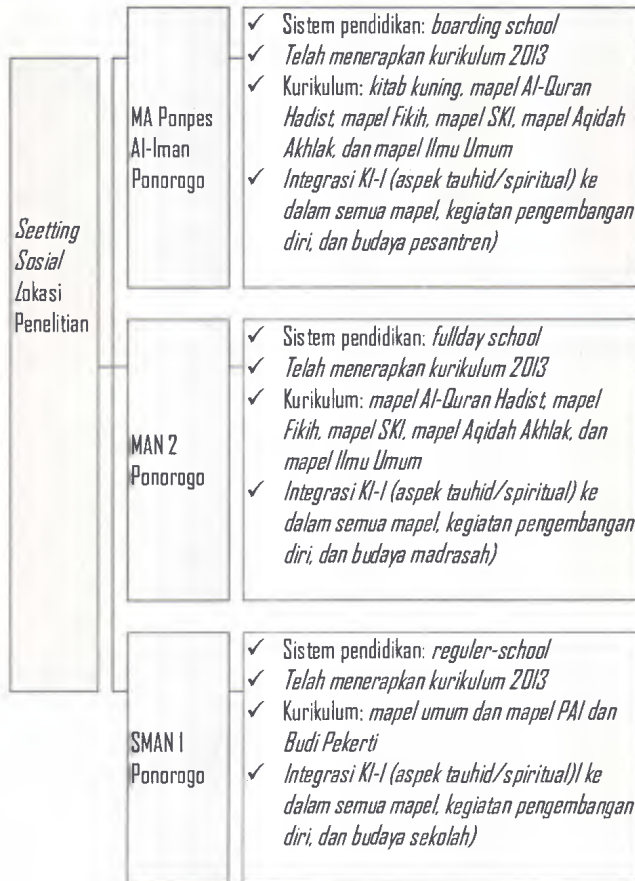 Seetting
Sosial
Lokasi
Penelitian
MA Ponpes
Al-Iman
Ponorogo
✓ Sistem pendidikan: boarding school
✓ Telah menerapkan kurikulum 2013
✓ Kurikulum: kitab kuning, mapel Al-Quran
Hadist, mapel Fikih, mapel SKI, mapel Aqidah
Akhlak, dan mapel Ilmu Umum
✓ Integrasi KI-I (aspek tauhid/spiritual) ke
dalam semua mapel, kegiatan pengembangan
diri, dan budaya pesantren)
MAN 2
Ponorogo
✓ Sistem pendidikan: fullday school
✓ Telah menerapkan kurikulum 2013
✓ Kurikulum: mapel Al-Quran Hadist, mapel
Fikih, mapel SKI, mapel Aqidah Akhlak, dan
mapel Ilmu Umum
✓ Integrasi KI-I (aspek tauhid/spiritual) ke
dalam semua mapel, kegiatan pengembangan
diri, dan budaya madrasah)
SMAN I
Ponorogo
✓ Sistem pendidikan: reguler-school
✓ Telah menerapkan kurikulum 2013
✓ Kurikulum: mapel umum dan mapel PAI dan
Budi Pekerti
✓ Integrasi KI-I (aspek tauhid/spiritual)I ke
dalam semua mapel, kegiatan pengembangan
diri, dan budaya sekolah)